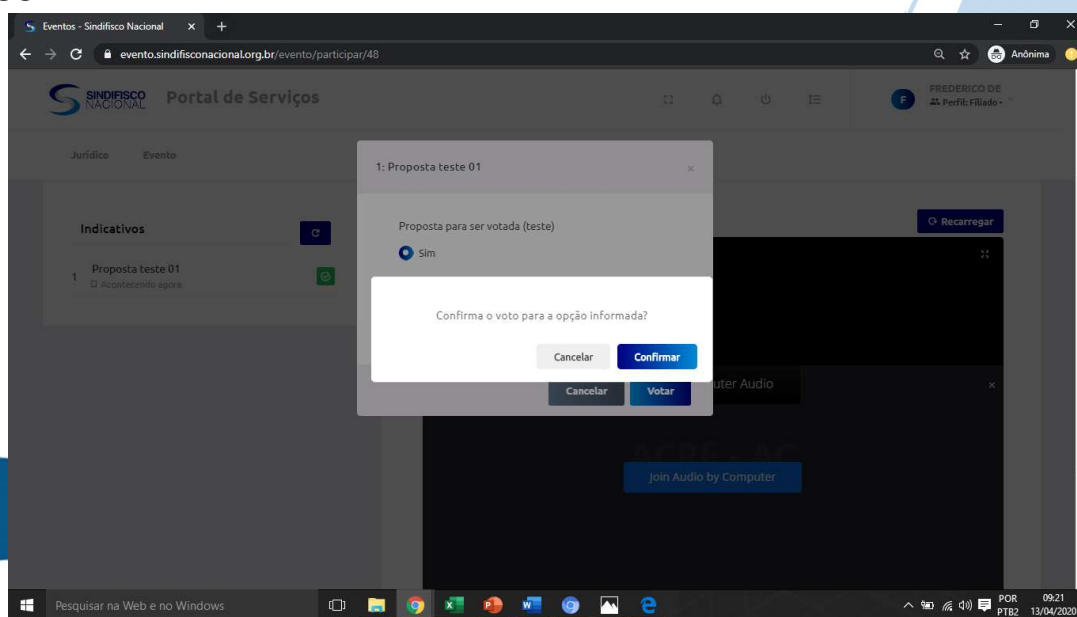 Eventos - Sindifisco Nacional
evento.sindifisconacional.org.br/evento/participar/48
Anônima
SINDIFISCO NACIONAL
Portal de Serviços
F
FREDERICO DE
Perfil: Filiado
Jurídico Evento
1: Proposta teste 01
Indicativos
Recarregar
Proposta para ser votada (teste)
Sim
1 Proposta teste 01
Acontecendo agora
Confirma o voto para a opção informada?
Cancelar Confirmar
Cancelar Votar
uter Audio
ACRE - AC
Join Audio by Computer
Pesquisar na Web e no Windows
POR 09:21
PTB2 13/04/2020